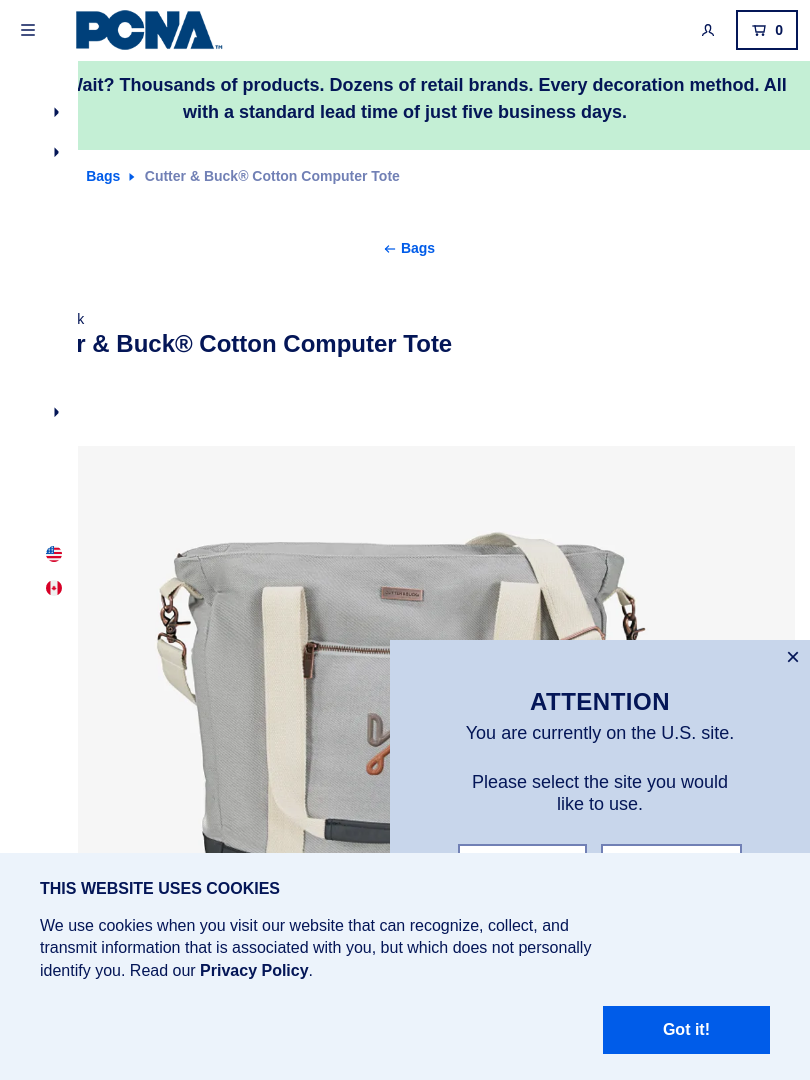 PCNA™
0
Wait? Thousands of products. Dozens of retail brands. Every decoration method. All
with a standard lead time of just five business days.
Bags Cutter & Buck® Cotton Computer Tote
← Bags
k
r & Buck® Cotton Computer Tote
CUTTER & BUCK
ATTENTION
You are currently on the U.S. site.
Please select the site you would
like to use.
THIS WEBSITE USES COOKIES
We use cookies when you visit our website that can recognize, collect, and
transmit information that is associated with you, but which does not personally
identify you. Read our Privacy Policy.
Got it!